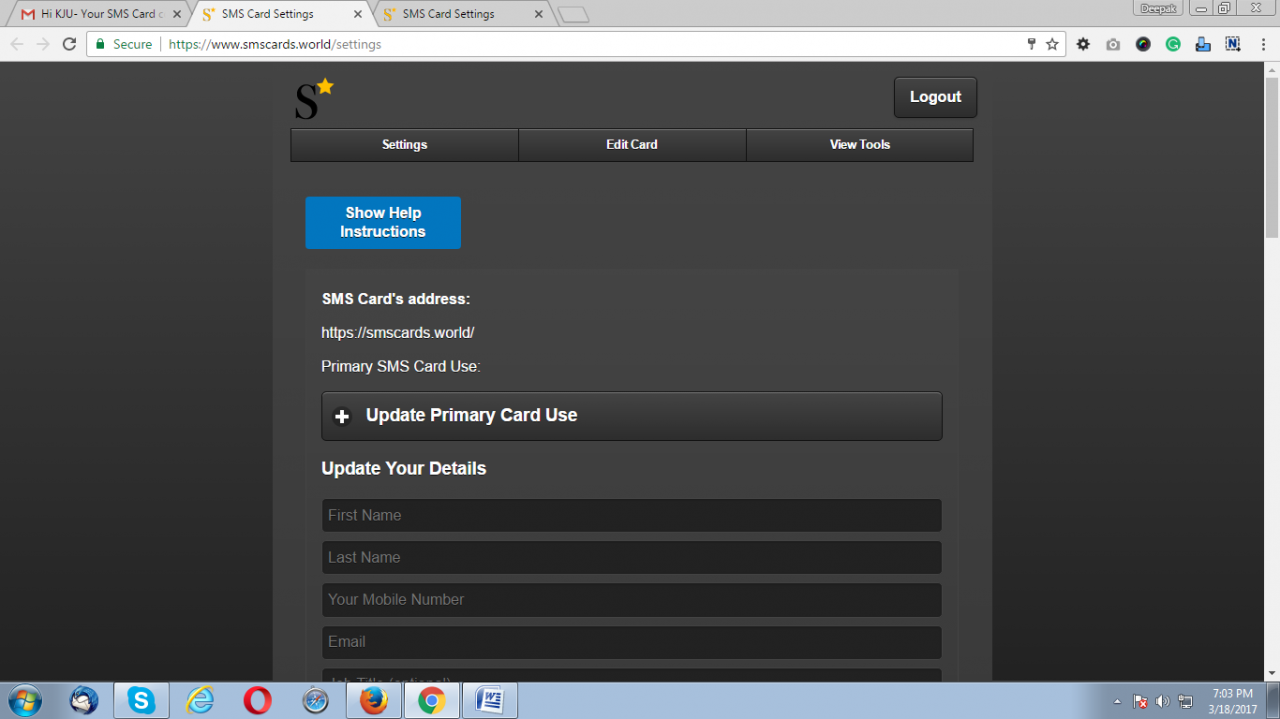 Hi KJU- Your SMS Card
SMS Card Settings
SMS Card Settings
Deepak
Secure
https://www.smscards.world/settings
S
Logout
Settings
Edit Card
View Tools
Show Help
Instructions
SMS Card's address:
https://smscards.world/
Primary SMS Card Use:
Update Primary Card Use
Update Your Details
First Name
Last Name
Your Mobile Number
Email
Job Title (optional)
7:03 PM
3/18/2017